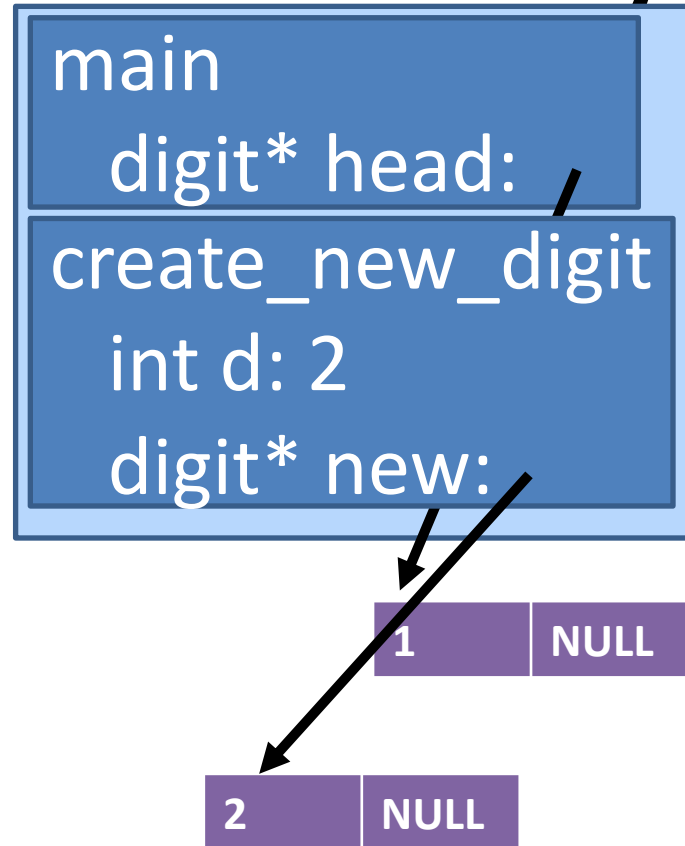 main
digit* head:
create_new_digit
int d: 2
digit* new:
1 NULL
2 NULL